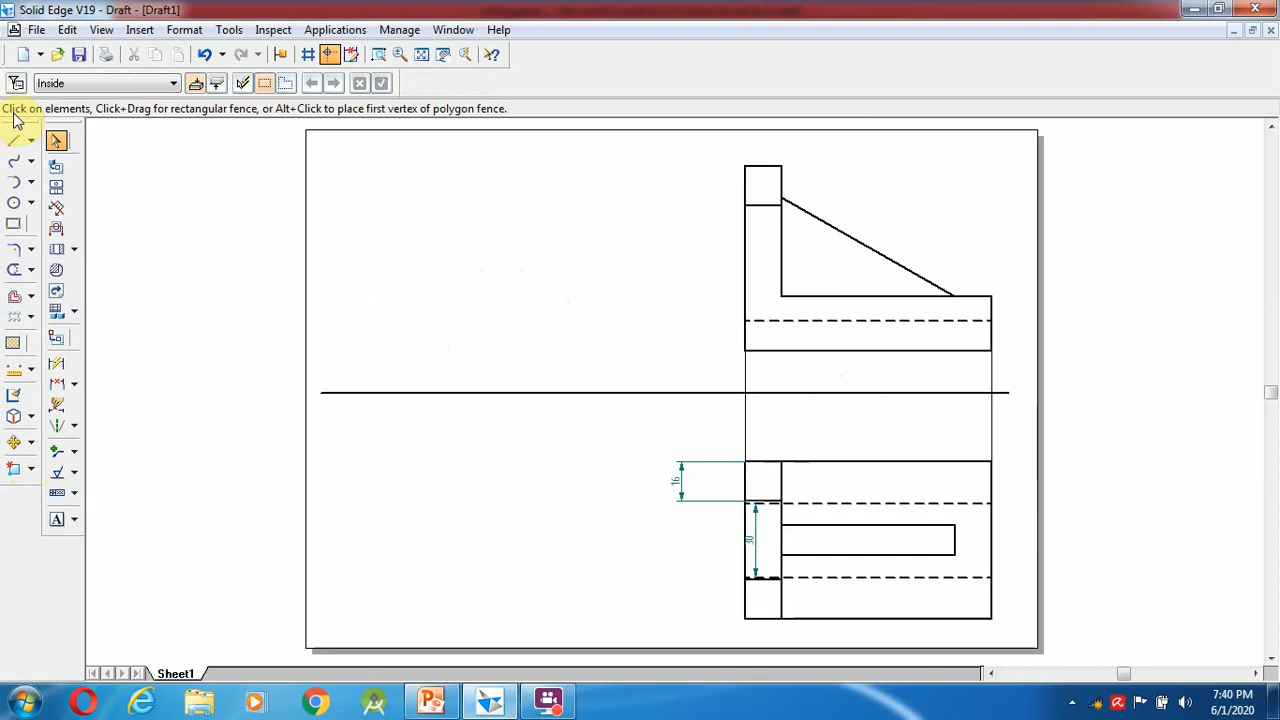 Solid Edge V19 - Draft - [Draft1]
File Edit View Insert Format Tools Inspect Applications Manage Window Help
Inside
Click on elements, Click+Drag for rectangular fence, or Alt+Click to place first vertex of polygon fence.
16
30
A
Sheet1
7:40 PM
6/1/2020